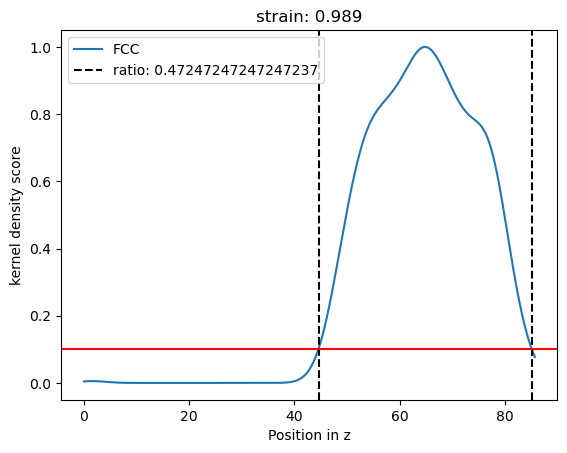 strain: 0.989
FCC
ratio: 0.47247247247247237
kernel density score
1.0
0.8
0.6
0.4
0.2
0.0
0 20 40 60 80
Position in z